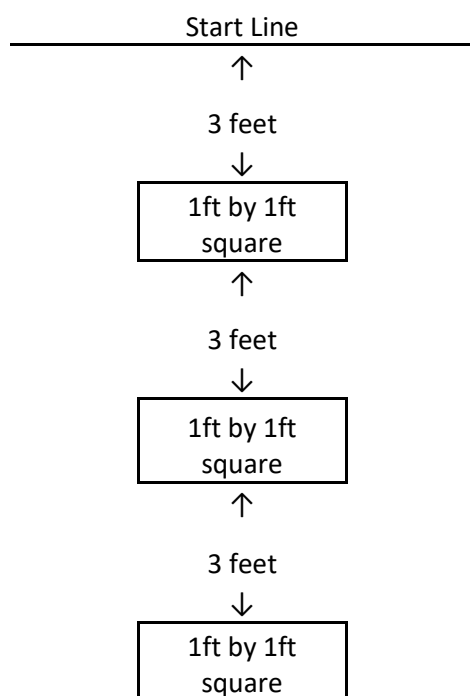 Start Line
↑
3 feet
↓
1ft by 1ft
square
↑
3 feet
↓
1ft by 1ft
square
↑
3 feet
↓
1ft by 1ft
square